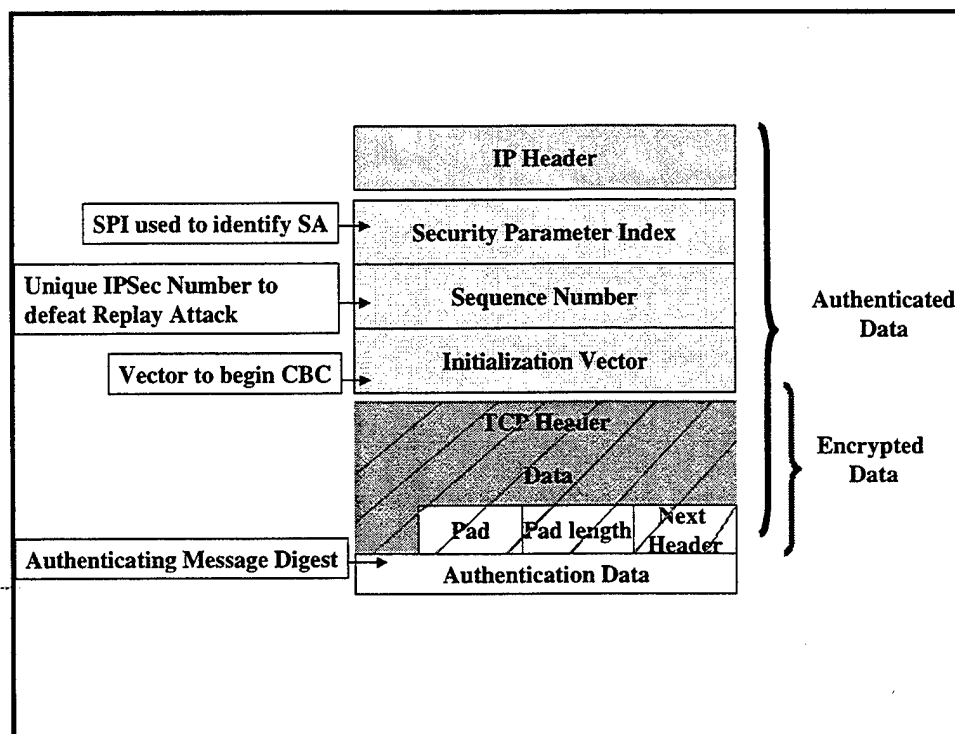 IP Header
SPI used to identify SA
Security Parameter Index
Unique IPSec Number to
defeat Replay Attack
Sequence Number
Authenticated
Data
Vector to begin CBC
Initialization Vector
TCP Header
Data
Encrypted
Data
Pad
Pad length
Next
Header
Authenticating Message Digest
Authentication Data